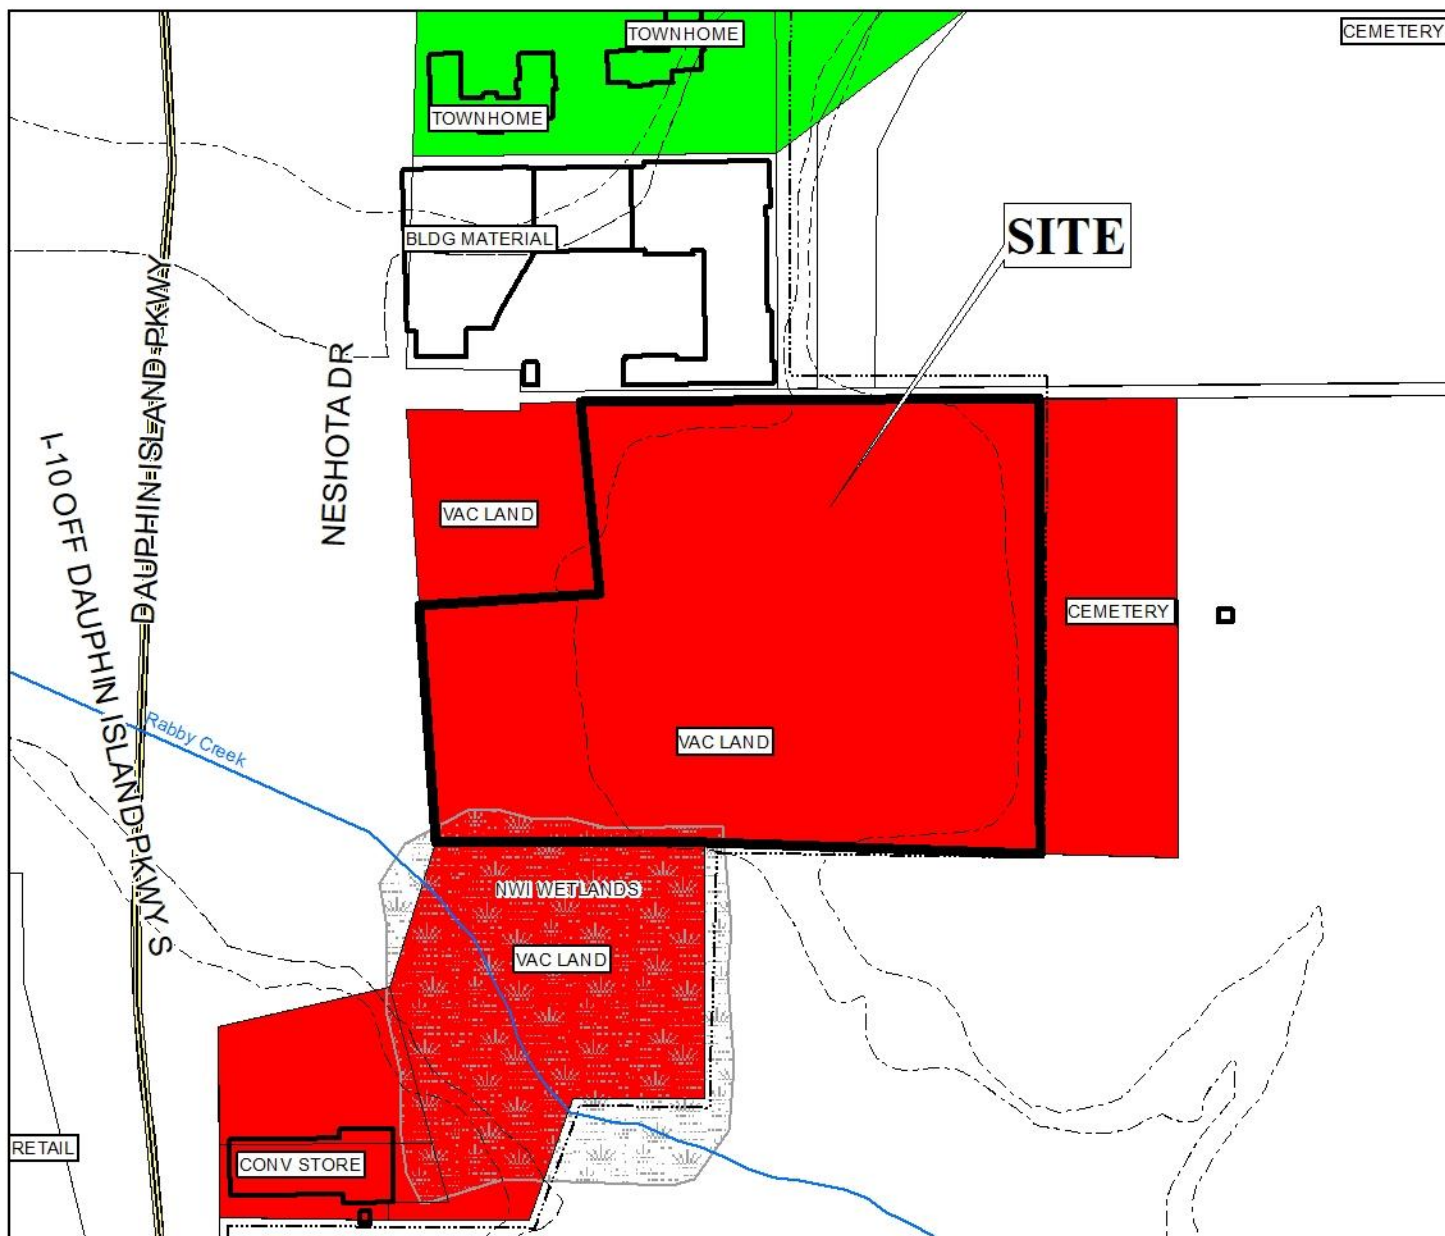 TOWNHOME
CEMETERY
TOWNHOME
BLDG MATERIAL
SITE
DAUPHIN ISLAND PKWY
NESHOTA DR
I-10 OFF DAUPHIN ISLAND PKWY S
VAC LAND
CEMETERY
Rabby Creek
VAC LAND
NWI WETLANDS
VAC LAND
RETAIL
CONV STORE